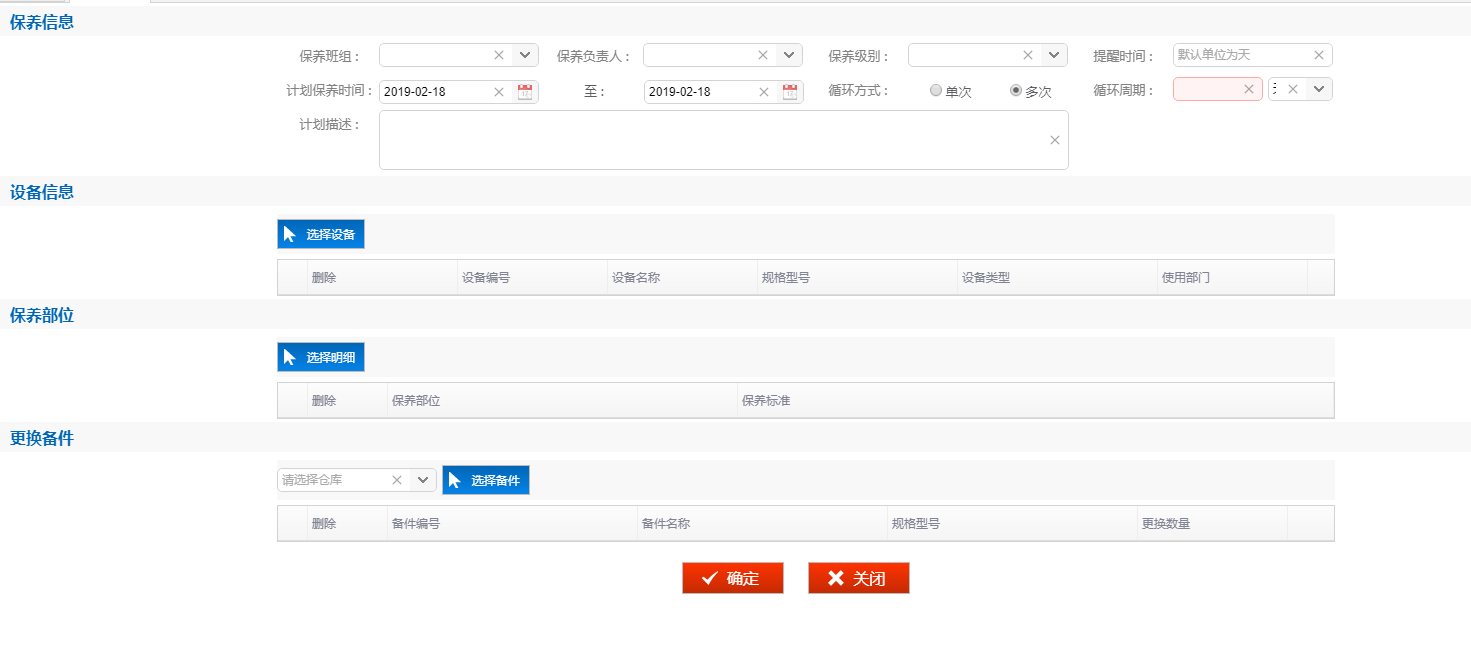 保养信息
保养班组： 保养负责人： 保养级别： 提醒时间： 默认单位为天
计划保养时间： 2019-02-18 至： 2019-02-18 循环方式： 单次 多次 循环周期：
计划描述：
设备信息
选择设备
删除 设备编号 设备名称 规格型号 设备类型 使用部门
保养部位
选择明细
删除 保养部位 保养标准
更换备件
请选择仓库 选择备件
删除 备件编号 备件名称 规格型号 更换数量
确定 关闭